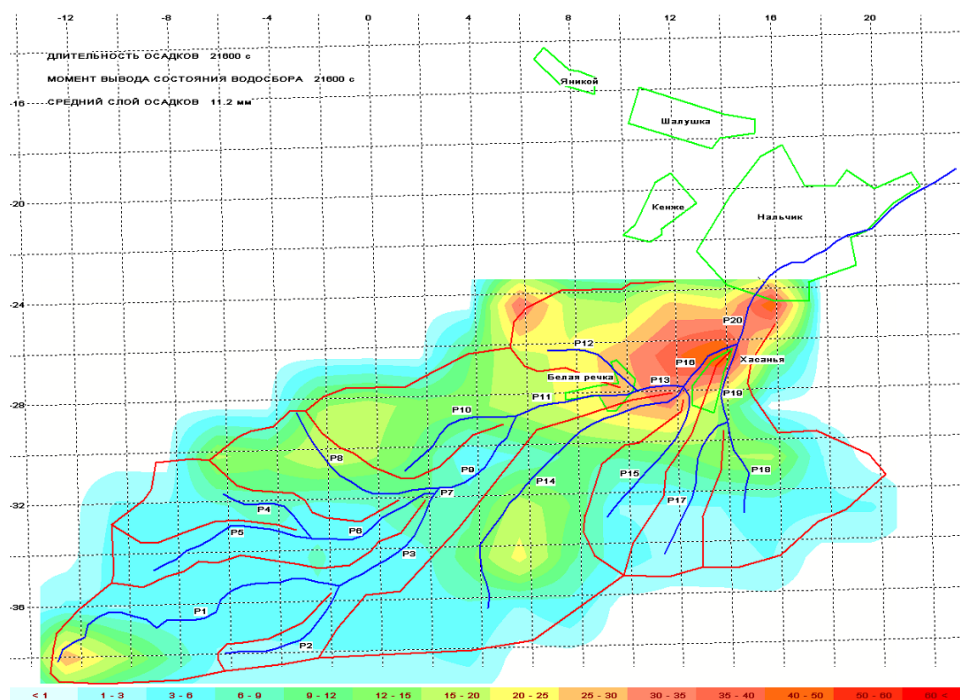 -12 -8 -4 0 4 8 12 16 20
ДЛИТЕЛЬНОСТЬ ОСАДКОВ 21600 с
МОМЕНТ ВЫВОДА СОСТОЯНИЯ ВОДОСБОРА 21600 с
СРЕДНИЙ СЛОЙ ОСАДКОВ 11.2 мм
Яникой
-16
Шалушка
-20
Кенже
Нальчик
-24
P20
P12
P16
Хасанья
Белая речка
P13
P11
P19
-28
P10
P8
P9
P18
P15
P14
P7
P17
-32
P4
P5
P6
P3
-36
P1
P2
< 1 1 - 3 3 - 6 6 - 9 9 - 12 12 - 15 15 - 20 20 - 25 25 - 30 30 - 35 35 - 40 40 - 50 50 - 60 60 <